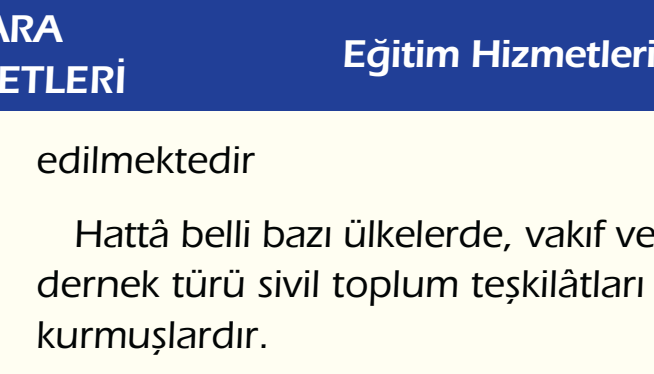 ARA
ETLERİ
Eğitim Hizmetleri
edilmektedir
Hattâ belli bazı ülkelerde, vakıf ve
dernek türü sivil toplum teşkilâtları
kurmuşlardır.